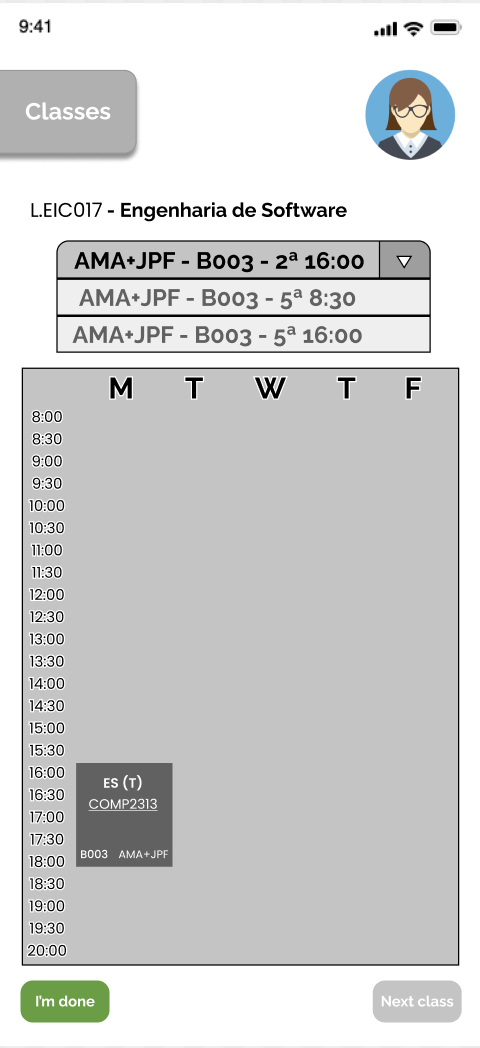 9:41
Classes
L.EIC017 - Engenharia de Software
AMA+JPF - B003 - 2ª 16:00
AMA+JPF - B003 - 5ª 8:30
AMA+JPF - B003 - 5ª 16:00
M T W T F
8:00
8:30
9:00
9:30
10:00
10:30
11:00
11:30
12:00
12:30
13:00
13:30
14:00
14:30
15:00
15:30
16:00
16:30
17:00
17:30
18:00
18:30
19:00
19:30
20:00
ES (T)
COMP2313
B003 AMA+JPF
I'm done
Next class